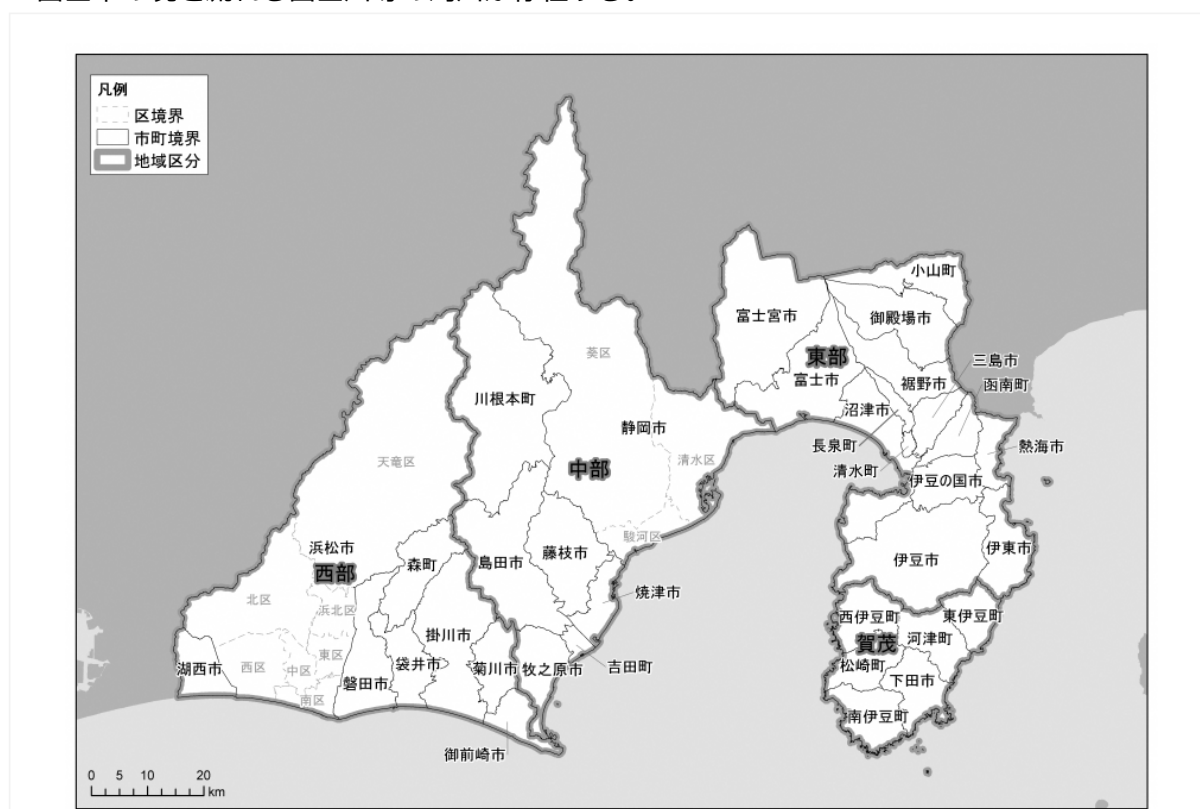 凡例
区境界
市町境界
地域区分
小山町
富士宮市
御殿場市
葵区
東部
三島市
富士市
裾野市
函南町
川根本町
沼津市
静岡市
長泉町
熱海市
天竜区
中部
清水区
清水町
伊豆の国市
駿河区
浜松市
森町
島田市
藤枝市
伊豆市
伊東市
西部
焼津市
北区
浜北区
西伊豆町
東伊豆町
掛川市
賀茂
河津町
東区
湖西市
西区
中区
袋井市
菊川市
牧之原市
吉田町
松崎町
磐田市
下田市
南区
南伊豆町
御前崎市
0 5 10 20
km